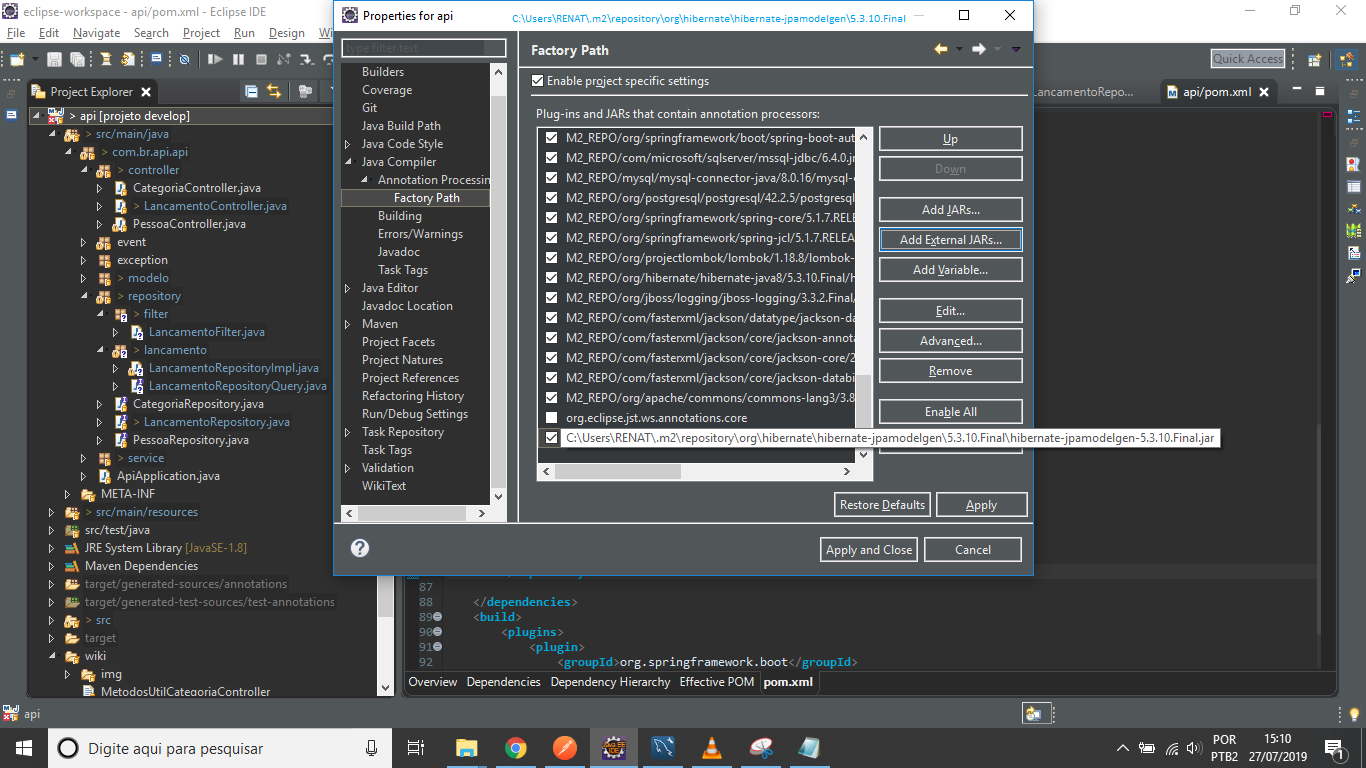 eclipse-workspace - api/pom.xml - Eclipse IDE
File Edit Navigate Search Project Run Design
Quick Access
Project Explorer
> api [projeto develop]
> src/main/java
> com.br.api.api
> controller
CategoriaController.java
> LancamentoController.java
PessoaController.java
event
exception
> modelo
> repository
> filter
LancamentoFilter.java
> lancamento
LancamentoRepositoryImpl.java
LancamentoRepositoryQuery.java
CategoriaRepository.java
> LancamentoRepository.java
PessoaRepository.java
> service
ApiApplication.java
META-INF
> src/main/resources
src/test/java
JRE System Library [JavaSE-1.8]
Maven Dependencies
target/generated-sources/annotations
target/generated-test-sources/test-annotations
> src
target
wiki
img
MetodosUtilCategoriaController
Properties for api
C:\Users\RENAT\.m2\repository\org\hibernate\hibernate-jpamodelgen\5.3.10.Final
type filter text
Builders
Coverage
Git
Java Build Path
Java Code Style
Java Compiler
Annotation Processin
Factory Path
Building
Errors/Warnings
Javadoc
Task Tags
Java Editor
Javadoc Location
Maven
Project Facets
Project Natures
Project References
Refactoring History
Run/Debug Settings
Task Repository
Task Tags
Validation
WikiText
Factory Path
Enable project specific settings
Plug-ins and JARs that contain annotation processors:
M2_REPO/org/springframework/boot/spring-boot-aut
M2_REPO/com/microsoft/sqlserver/mssql-jdbc/6.4.0.jr
M2_REPO/mysql/mysql-connector-java/8.0.16/mysql-c
M2_REPO/org/postgresql/postgresql/42.2.5/postgresql
M2_REPO/org/springframework/spring-core/5.1.7.RELE
M2_REPO/org/springframework/spring-jcl/5.1.7.RELEA
M2_REPO/org/projectlombok/lombok/1.18.8/lombok-
M2_REPO/org/hibernate/hibernate-java8/5.3.10.Final/h
M2_REPO/org/jboss/logging/jboss-logging/3.3.2.Final/
M2_REPO/com/fasterxml/jackson/datatype/jackson-da
M2_REPO/com/fasterxml/jackson/core/jackson-annota
M2_REPO/com/fasterxml/jackson/core/jackson-core/2
M2_REPO/com/fasterxml/jackson/core/jackson-databi
M2_REPO/org/apache/commons/commons-lang3/3.8
org.eclipse.jst.ws.annotations.core
C:\Users\RENAT\.m2\repository\org\hibernate\hibernate-jpamodelgen\5.3.10.Final\hibernate-jpamodelgen-5.3.10.Final.jar
Up
Down
Add JARs...
Add External JARs...
Add Variable...
Edit...
Advanced...
Remove
Enable All
Restore Defaults
Apply
Apply and Close
Cancel
LancamentoRepo...
api/pom.xml
87
88 </dependencies>
89 <build>
90 <plugins>
91 <plugin>
92 <groupId>org.springframework.boot</groupId>
Overview Dependencies Dependency Hierarchy Effective POM pom.xml
api
Digite aqui para pesquisar
POR
PTB2
15:10
27/07/2019
1